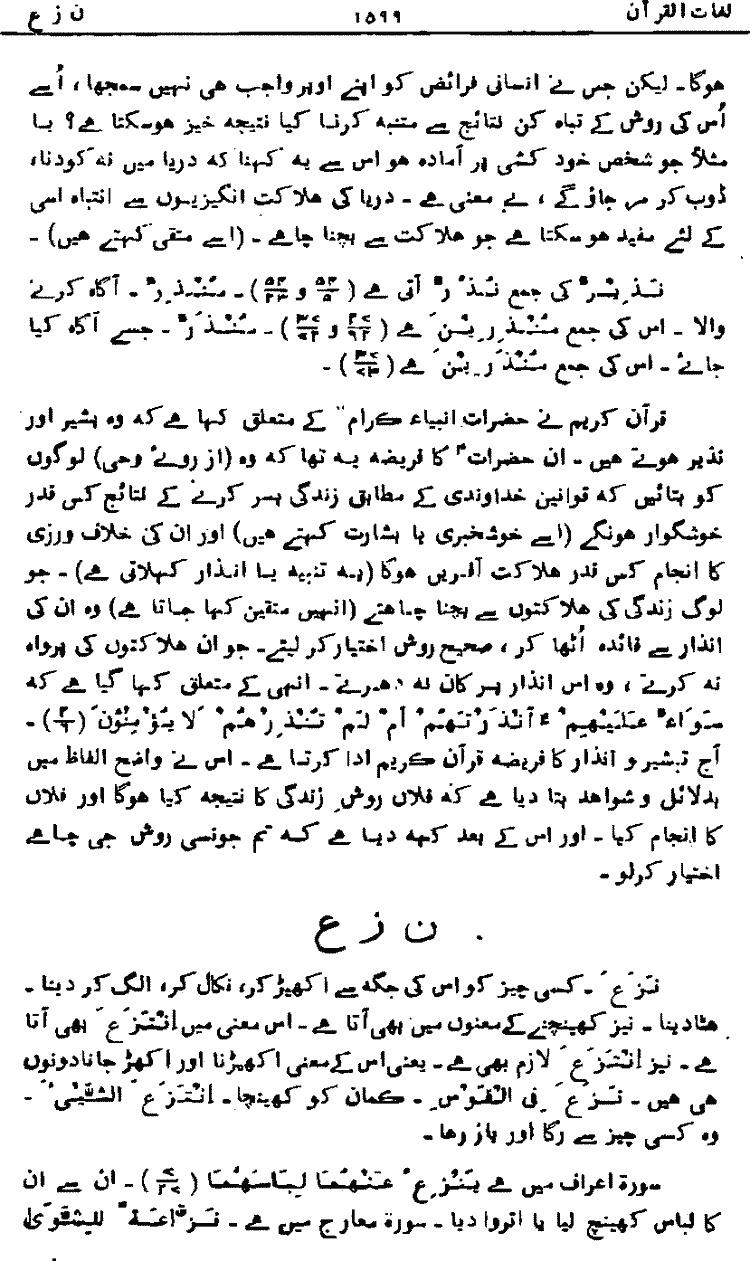 لغات القرآن ۱۵۹۹ ن ز ع
ہوگا۔ لیکن جس نے انسانی فرائض کو اپنے اوپر واجب ہی نہیں سمجھا، اُسے
اُس کی روش کے تباہ کن نتائج سے متنبہ کرنا کیا نتیجہ خیز ہوسکتا ہے؟ یا
مثلاً جو شخص خود کشی پر آمادہ ہو اس سے یہ کہنا کہ دریا میں نہ کودنا،
ڈوب کر مر جاؤ گے، بے معنی ہے۔ دریا کی ہلاکت انگیزیوں سے انتباہ اسی
کے لئے مفید ہوسکتا ہے جو ہلاکت سے بچنا چاہے۔ (اسے متقی کہتے ہیں)۔
نَذِیْرٌ کی جمع نُذُرٌ آتی ہے (۵۳/۵ و ۵۴/۲۳)۔ مُنْذِرٌ۔ آگاہ کرنے
والا۔ اس کی جمع مُنْذِرِیْنَ ہے (۲۷/۹۲ و ۳۷/۷۲)۔ مُنْذَرٌ۔ جسے آگاہ کیا
جائے۔ اس کی جمع مُنْذَرِیْنَ ہے (۳۷/۷۳)۔
قرآن کریم نے حضرات انبیاء کرامؑ کے متعلق کہا ہے کہ وہ بشیر اور
نذیر ہوتے ہیں۔ ان حضراتؑ کا فریضہ یہ تھا کہ وہ (از روئے وحی) لوگوں
کو بتائیں کہ قوانین خداوندی کے مطابق زندگی بسر کرنے کے نتائج کس قدر
خوشگوار ہونگے (اسے خوشخبری یا بشارت کہتے ہیں) اور ان کی خلاف ورزی
کا انجام کس قدر ہلاکت آفریں ہوگا (یہ تنبیہ یا انذار کہلاتی ہے)۔ جو
لوگ زندگی کی ہلاکتوں سے بچنا چاہتے (انہیں متقین کہا جاتا ہے) وہ ان کی
انذار سے فائدہ اُٹھا کر، صحیح روش اختیار کر لیتے۔ جو ان ہلاکتوں کی پرواہ
نہ کرتے، وہ اس انذار پر کان نہ دھرتے۔ انہی کے متعلق کہا گیا ہے کہ
سَوَاءٌ عَلَیْہِمْ ءَ اَنْذَرْتَہُمْ اَمْ لَمْ تُنْذِرْہُمْ لَا یُؤْمِنُوْنَ (۲/۶)۔
آج تبشیر و انذار کا فریضہ قرآن کریم ادا کرتا ہے۔ اس نے واضح الفاظ میں
بدلائل و شواہد بتا دیا ہے کہ فلاں روشِ زندگی کا نتیجہ کیا ہوگا اور فلاں
کا انجام کیا۔ اور اس کے بعد کہہ دیا ہے کہ تم جونسی روش جی چاہے
اختیار کرلو۔
ن ز ع
نَزَعَ۔ کسی چیز کو اس کی جگہ سے اکھیڑ کر، نکال کر، الگ کر دینا۔
ہٹادینا۔ نیز کھینچنے کے معنوں میں بھی آتا ہے۔ اس معنی میں اِنْتَزَعَ بھی آتا
ہے۔ نیز اِنْتَزَعَ لازم بھی ہے۔ یعنی اس کے معنی اکھیڑنا اور اکھڑ جانا دونوں
ہی ہیں۔ نَزَعَ فِی الْقَوْسِ۔ کمان کو کھینچا۔ اِنْتَزَعَ الشَّیْیءَ۔
وہ کسی چیز سے رکا اور باز رہا۔
سورۃ اعراف میں ہے یَنْزِعُ عَنْہُمَا لِبَاسَہُمَا (۷/۲۷)۔ ان سے ان
کا لباس کھینچ لیا یا اتروا دیا۔ سورۃ معارج میں ہے۔ نَزَّاعَۃً لِلشَّوٰی